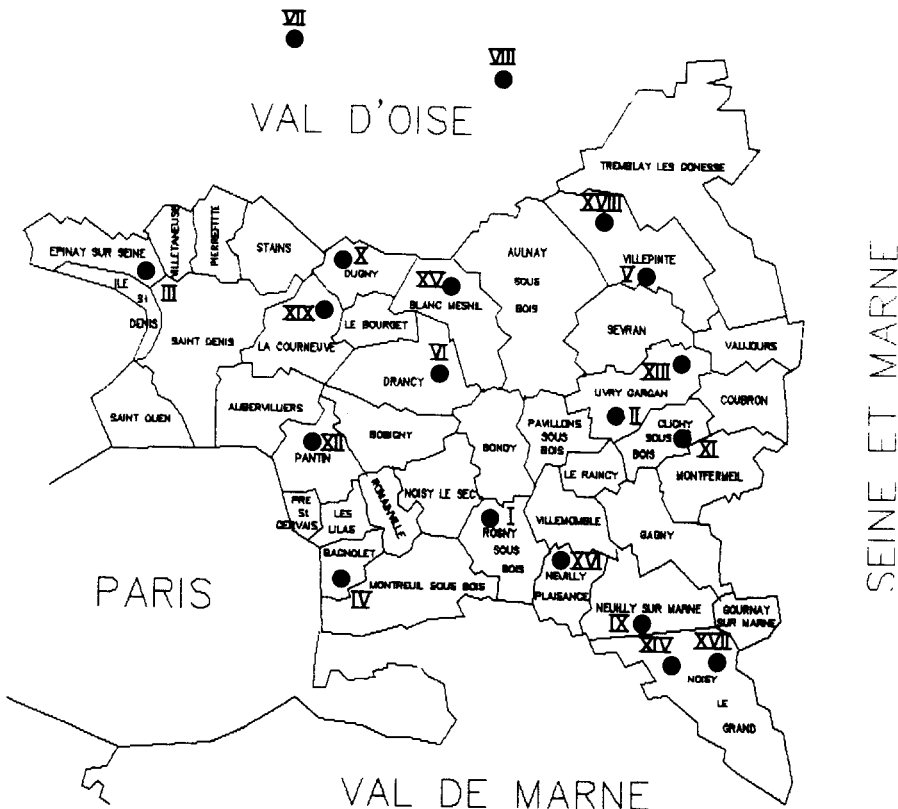 VII
VIII
VAL D'OISE
TREMBLAY LES GONESSE
XVIII
VILLETANEUSE
PIERREFITTE
STAINS
EPINAY SUR SEINE
X
DUGNY
AULNAY
SOUS
BOIS
VILLEPINTE
V
XV
BLANC MESNIL
ILE
St
DENIS
III
XIX
LE BOURGET
SEVRAN
SAINT DENIS
LA COURNEUVE
VAUJOURS
VI
DRANCY
XIII
LIVRY GARGAN
COUBRON
SAINT OUEN
AUBERVILLIERS
II
PAVILLONS
SOUS
BOIS
CLICHY
SOUS
BOIS
XI
BOBIGNY
BONDY
XII
PANTIN
LE RAINCY
MONTFERMEIL
PRE
St
GERVAIS
LES
LILAS
ROMAINVILLE
NOISY LE SEC
I
ROSNY
SOUS
BOIS
VILLEMOMBLE
GAGNY
BAGNOLET
XVI
NEUILLY
PLAISANCE
PARIS
IV
MONTREUIL SOUS BOIS
NEUILLY SUR MARNE
GOURNAY
SUR MARNE
IX
XIV
XVII
NOISY
LE
GRAND
SEINE ET MARNE
VAL DE MARNE